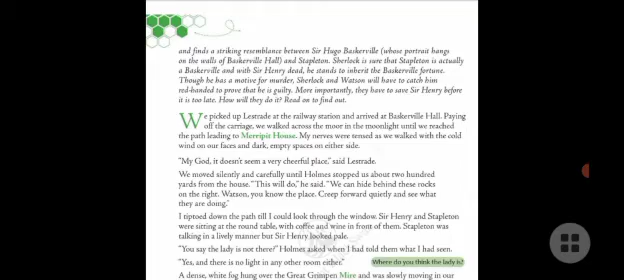 and finds a striking resemblance between Sir Hugo Baskerville (whose portrait hangs
on the walls of Baskerville Hall) and Stapleton. Sherlock is sure that Stapleton is actually
a Baskerville and with Sir Henry dead, he stands to inherit the Baskerville fortune.
Though he has a motive for murder, Sherlock and Watson will have to catch him
red-handed to prove that he is guilty. More importantly, they have to save Sir Henry before
it is too late. How will they do it? Read on to find out.
We picked up Lestrade at the railway station and arrived at Baskerville Hall. Paying
off the carriage, we walked across the moor in the moonlight until we reached
the path leading to Merripit House. My nerves were tensed as we walked with the cold
wind on our faces and dark, empty spaces on either side.
“My God, it doesn’t seem a very cheerful place,” said Lestrade.
We moved silently and carefully until Holmes stopped us about two hundred
yards from the house. “This will do,” he said. “We can hide behind these rocks
on the right. Watson, you know the place. Creep forward quietly and see what
they are doing.”
I tiptoed down the path till I could look through the window. Sir Henry and Stapleton
were sitting at the round table, with coffee and wine in front of them. Stapleton was
talking in a lively manner but Sir Henry looked pale.
“You say the lady is not there?” Holmes asked when I had told them what I had seen.
“Yes, and there is no light in any other room either.” Where do you think the lady is?
A dense, white fog hung over the Great Grimpen Mire and was slowly moving in our